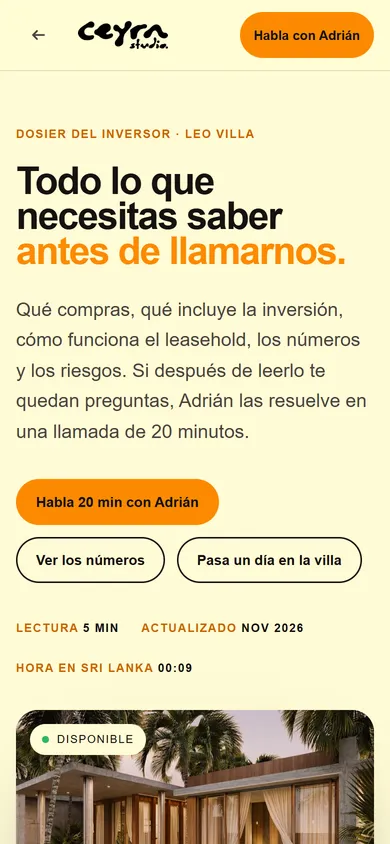 ceyra
studio.
Habla con Adrián
DOSIER DEL INVERSOR · LEO VILLA
Todo lo que
necesitas saber
antes de llamarnos.
Qué compras, qué incluye la inversión,
cómo funciona el leasehold, los números
y los riesgos. Si después de leerlo te
quedan preguntas, Adrián las resuelve en
una llamada de 20 minutos.
Habla 20 min con Adrián
Ver los números
Pasa un día en la villa
LECTURA 5 MIN
ACTUALIZADO NOV 2026
HORA EN SRI LANKA 00:09
DISPONIBLE